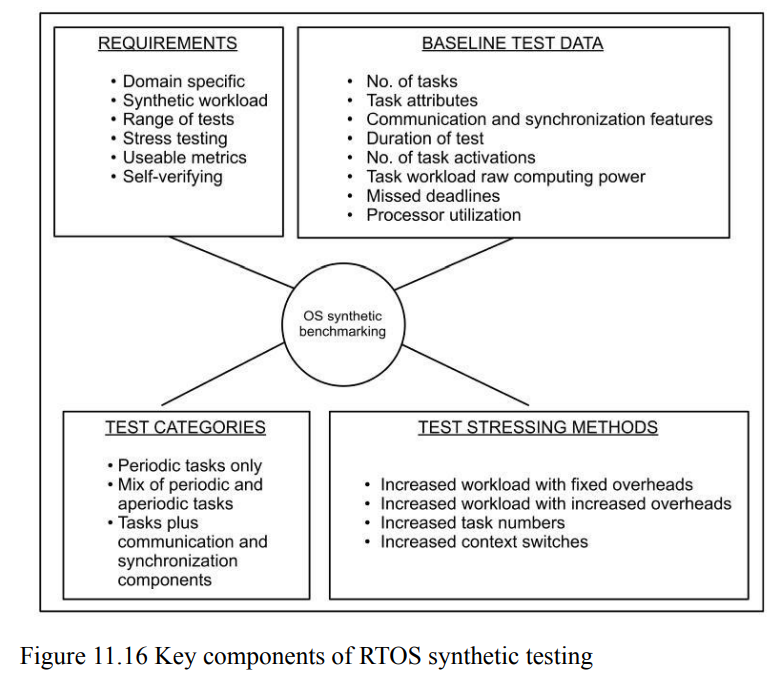 REQUIREMENTS
• Domain specific
• Synthetic workload
• Range of tests
• Stress testing
• Useable metrics
• Self-verifying
BASELINE TEST DATA
• No. of tasks
• Task attributes
• Communication and synchronization features
• Duration of test
• No. of task activations
• Task workload raw computing power
• Missed deadlines
• Processor utilization
OS synthetic
benchmarking
TEST CATEGORIES
• Periodic tasks only
• Mix of periodic and
aperiodic tasks
• Tasks plus
communication and
synchronization
components
TEST STRESSING METHODS
• Increased workload with fixed overheads
• Increased workload with increased overheads
• Increased task numbers
• Increased context switches
Figure 11.16 Key components of RTOS synthetic testing